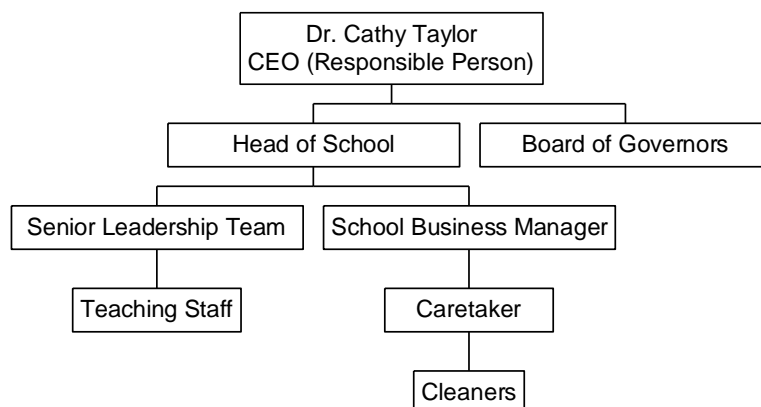 Dr. Cathy Taylor
CEO (Responsible Person)
Head of School
Board of Governors
Senior Leadership Team
School Business Manager
Teaching Staff
Caretaker
Cleaners